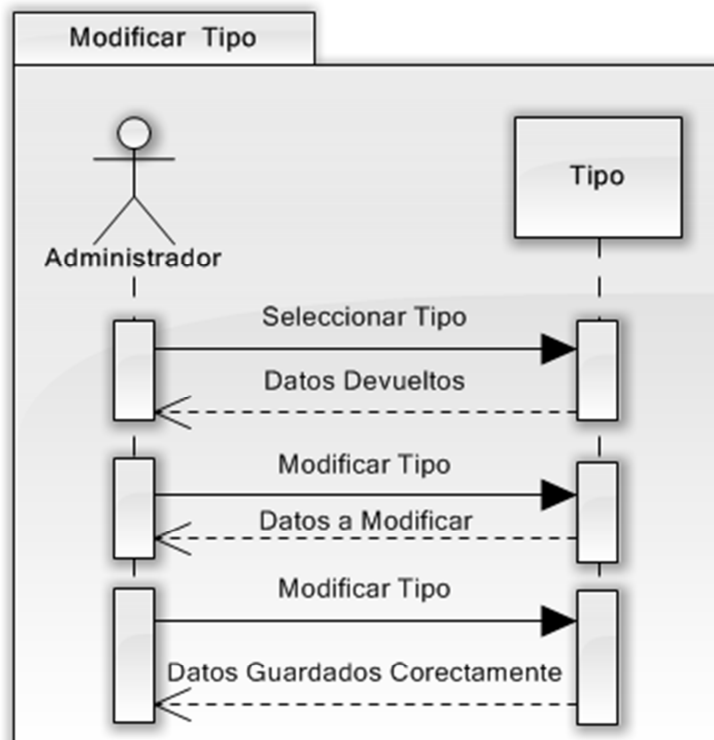 Modificar Tipo
Tipo
Administrador
Seleccionar Tipo
Datos Devueltos
Modificar Tipo
Datos a Modificar
Modificar Tipo
Datos Guardados Corectamente